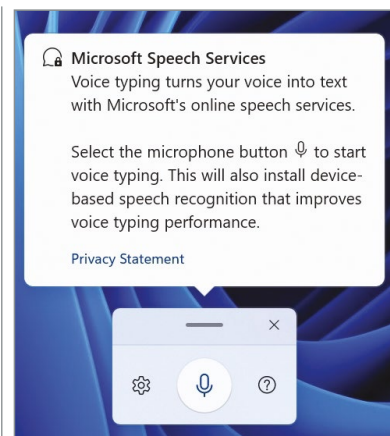 Microsoft Speech Services
Voice typing turns your voice into text
with Microsoft's online speech services.
Select the microphone button to start
voice typing. This will also install device-
based speech recognition that improves
voice typing performance.
Privacy Statement